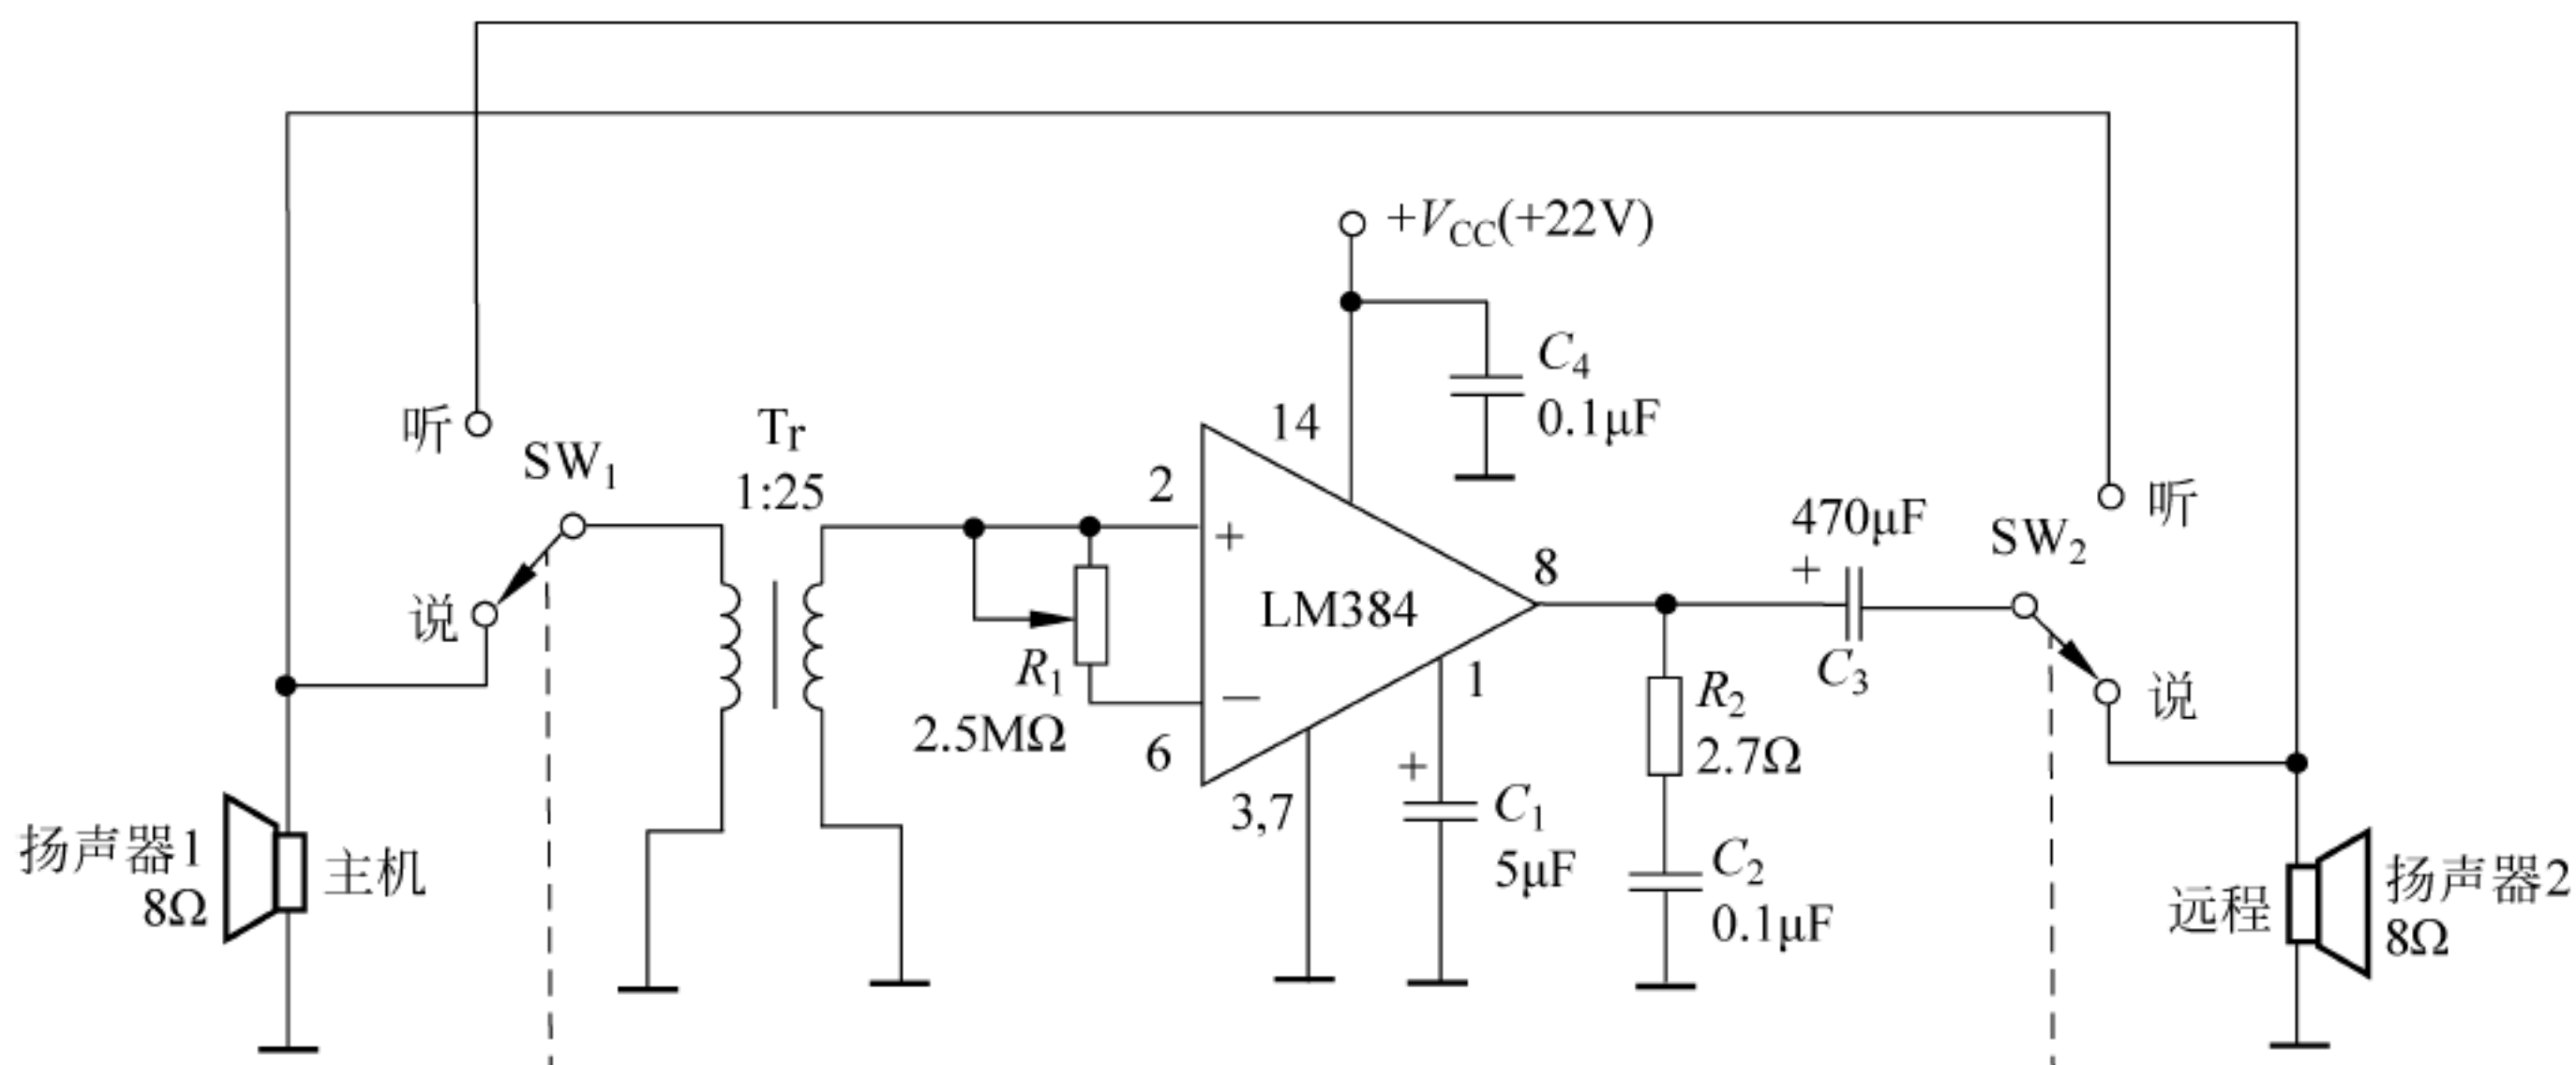 +VCC(+22V)
C4
0.1μF
14
听
SW1
Tr
1:25
2
+
LM384
8
470μF
+
C3
SW2
听
说
说
R1
2.5MΩ
−
6
3,7
1
+
C1
5μF
R2
2.7Ω
C2
0.1μF
扬声器1
8Ω
主机
远程
扬声器2
8Ω